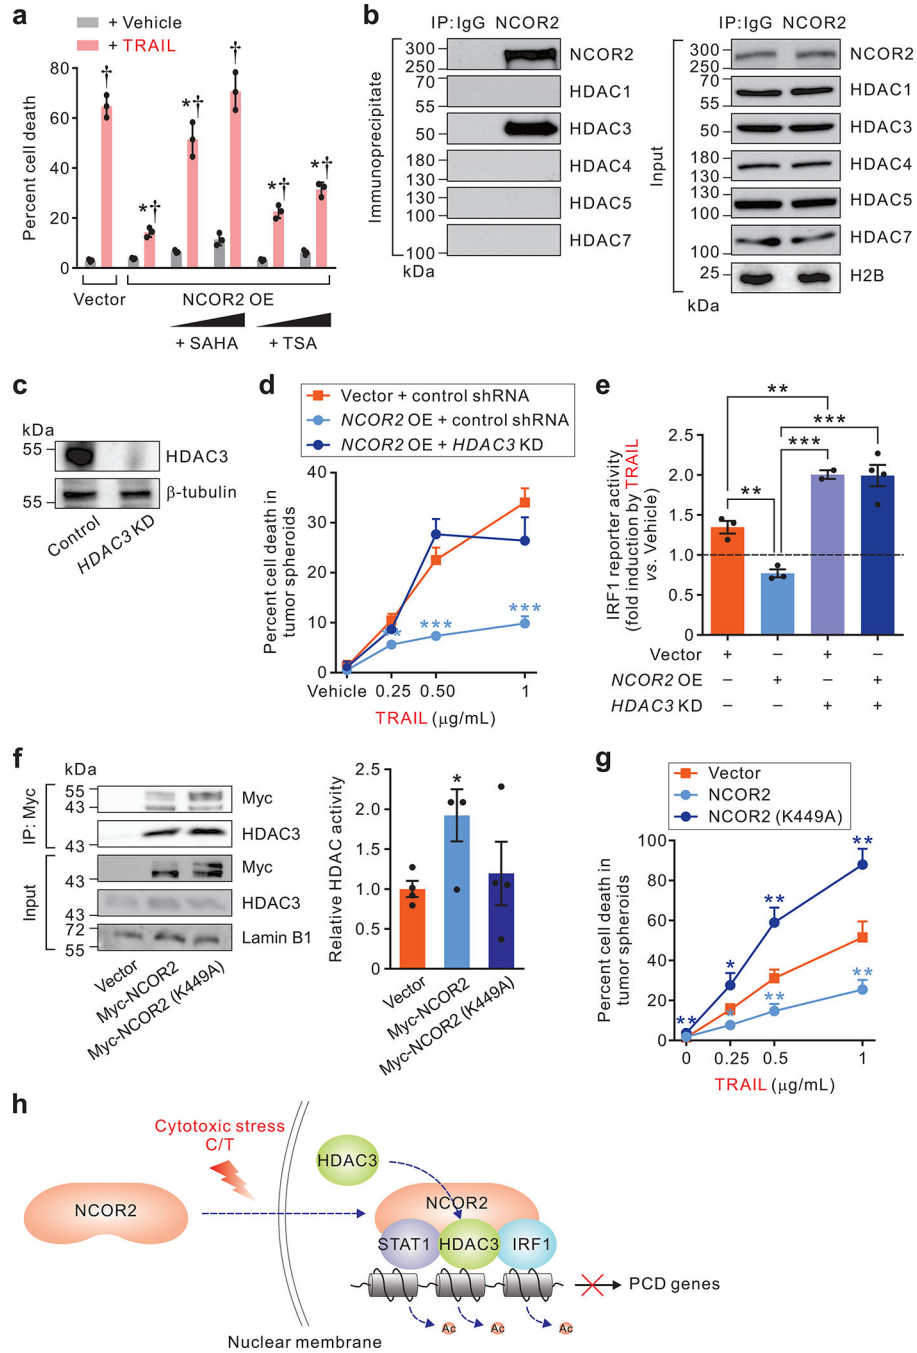 a
+ Vehicle
+ TRAIL
Percent cell death
80
60
40
20
0
†
*†
*†
†
*†
*†
Vector
NCOR2 OE
+ SAHA
+ TSA
b
IP: IgG NCOR2
Immunoprecipitate
300
250
NCOR2
70
55
HDAC1
50
HDAC3
180
130
HDAC4
130
100
HDAC5
100
HDAC7
kDa
IP: IgG NCOR2
Input
300
250
NCOR2
70
55
HDAC1
50
HDAC3
180
130
HDAC4
130
100
HDAC5
100
HDAC7
25
H2B
kDa
c
kDa
55
HDAC3
55
β-tubulin
Control
HDAC3 KD
d
Vector + control shRNA
NCOR2 OE + control shRNA
NCOR2 OE + HDAC3 KD
Percent cell death in
tumor spheroids
40
30
20
10
0
**
***
***
Vehicle 0.25 0.50 1
TRAIL (μg/mL)
e
IRF1 reporter activity
(fold induction by TRAIL
vs. Vehicle)
2.5
2.0
1.5
1.0
0.5
0
**
***
***
**
Vector + – + –
NCOR2 OE – + – +
HDAC3 KD – – + +
f
kDa
IP: Myc
55
43
Myc
43
HDAC3
Input
43
Myc
43
HDAC3
72
55
Lamin B1
Vector
Myc-NCOR2
Myc-NCOR2 (K449A)
Relative HDAC activity
2.5
2.0
1.5
1.0
0.5
0
*
Vector
Myc-NCOR2
Myc-NCOR2 (K449A)
g
Vector
NCOR2
NCOR2 (K449A)
Percent cell death in
tumor spheroids
100
80
60
40
20
0
**
*
**
**
*
**
**
0 0.25 0.5 1
TRAIL (μg/mL)
h
Cytotoxic stress
C/T
NCOR2
HDAC3
NCOR2
STAT1
HDAC3
IRF1
PCD genes
Ac
Ac
Ac
Nuclear membrane